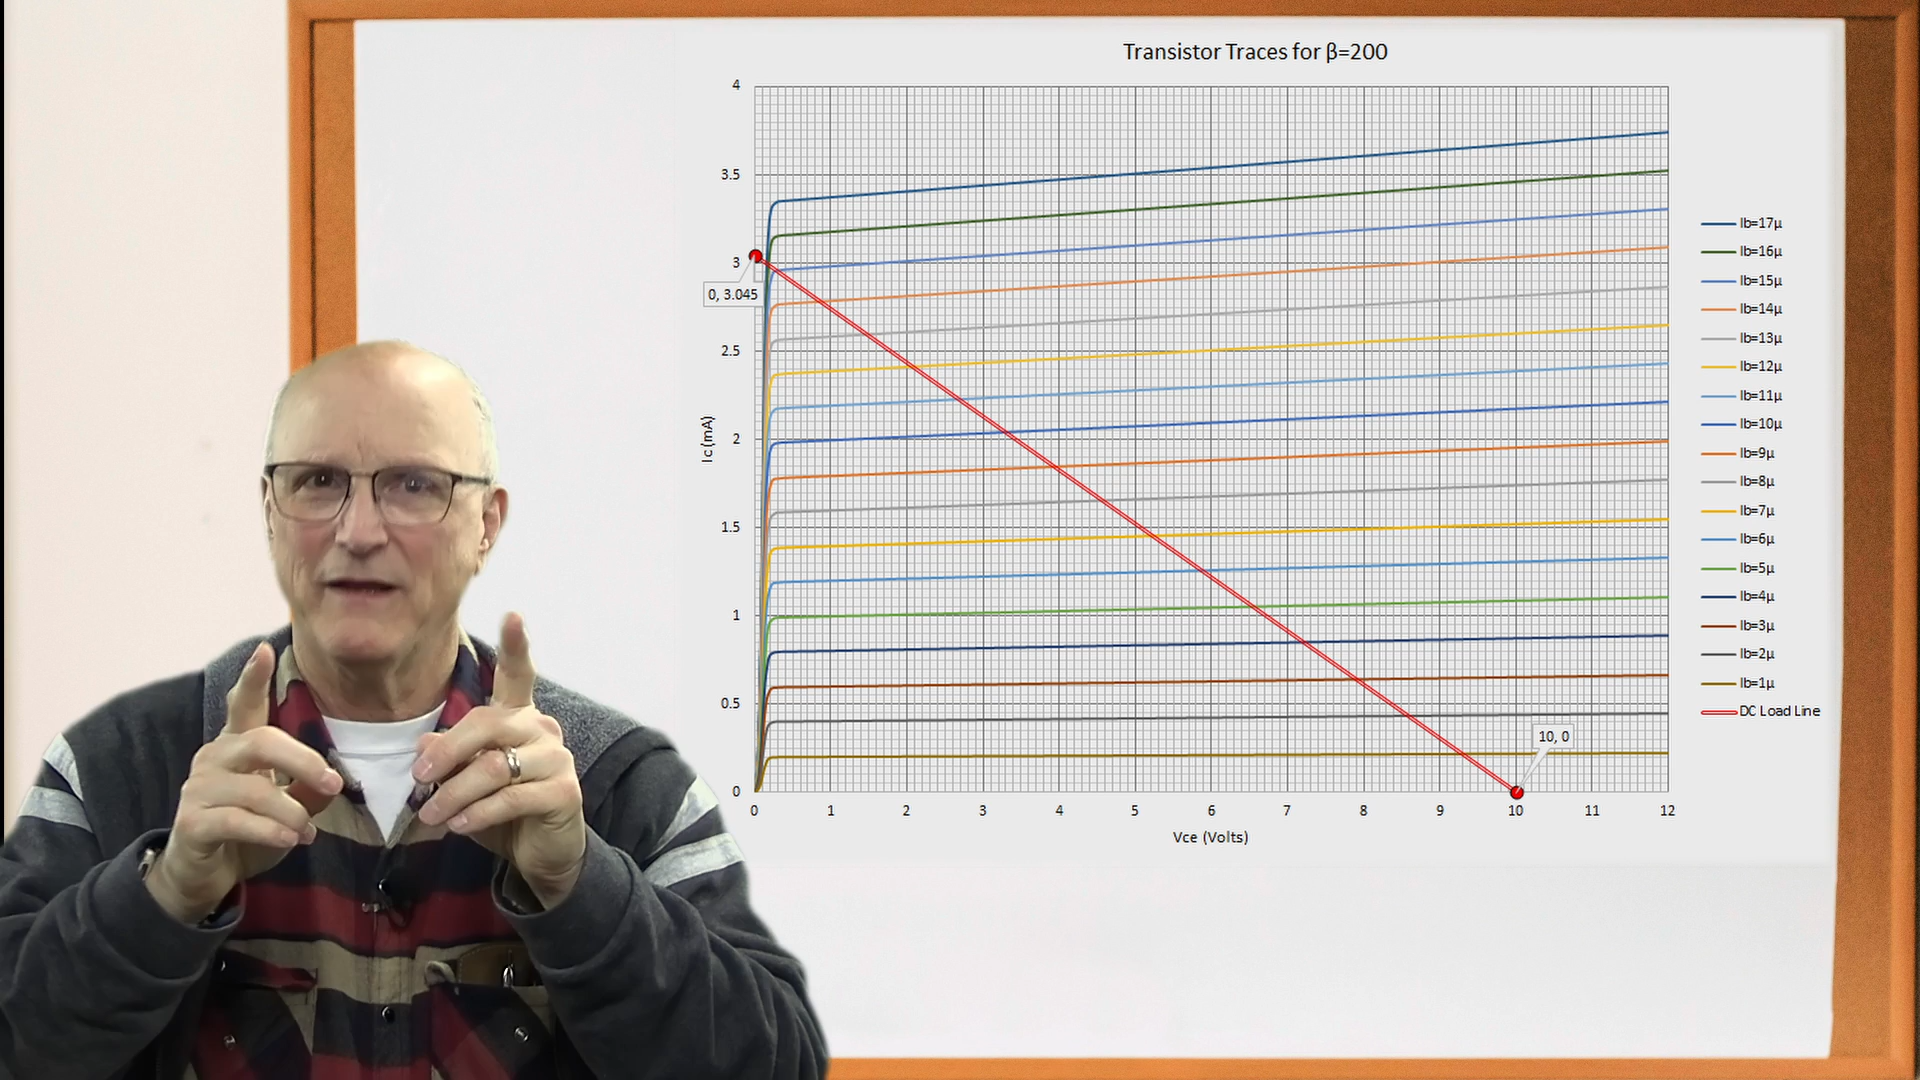 Transistor Traces for β=200
4
3.5
3
2.5
2
1.5
1
0.5
0
Ic(mA)
0, 3.045
10, 0
0 1 2 3 4 5 6 7 8 9 10 11 12
Vce (Volts)
Ib=17μ
Ib=16μ
Ib=15μ
Ib=14μ
Ib=13μ
Ib=12μ
Ib=11μ
Ib=10μ
Ib=9μ
Ib=8μ
Ib=7μ
Ib=6μ
Ib=5μ
Ib=4μ
Ib=3μ
Ib=2μ
Ib=1μ
DC Load Line